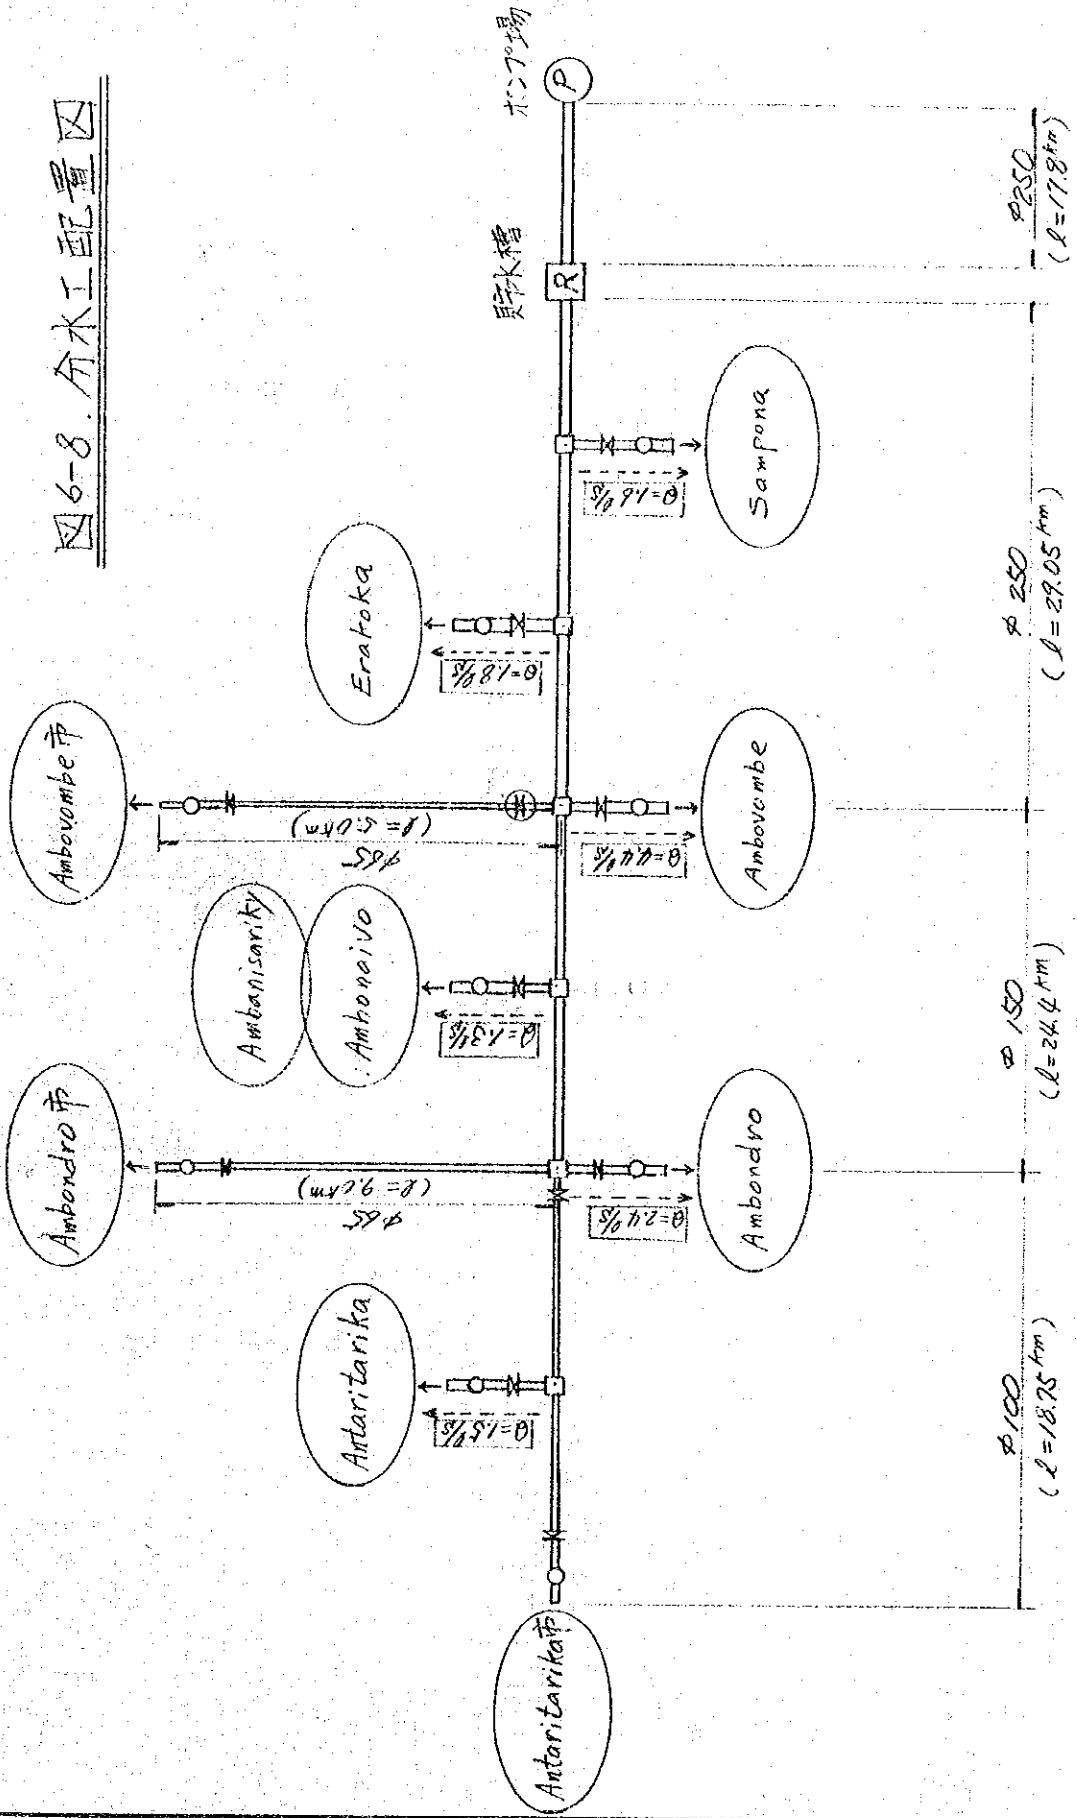 図6-8. 分水工配置図
ポンプ場
P
貯水槽
R
Sampona
Q=1.6 ℓ/s
Erakoka
Q=1.8 ℓ/s
Ambovombe市
φ65
(ℓ=5.0km)
Ambovombe
Q=4.4 ℓ/s
Ambanisariky
Ambonaivo
Q=1.3 ℓ/s
Ambondro市
φ65
(ℓ=9.0km)
Ambondro
Q=2.4 ℓ/s
Antaritarika
Q=1.5 ℓ/s
Antaritarika市
φ100
(ℓ=18.75km)
φ150
(ℓ=24.4km)
φ250
(ℓ=29.05km)
φ250
(ℓ=17.8km)